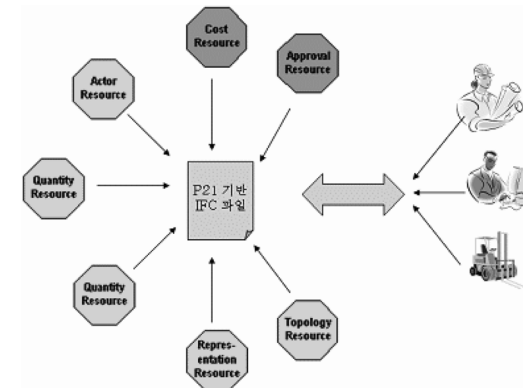 Cost
Resource
Approval
Resource
Actor
Resource
Quantity
Resource
P21 기반
IFC 파일
Quantity
Resource
Topology
Resource
Repres-
entation
Resource